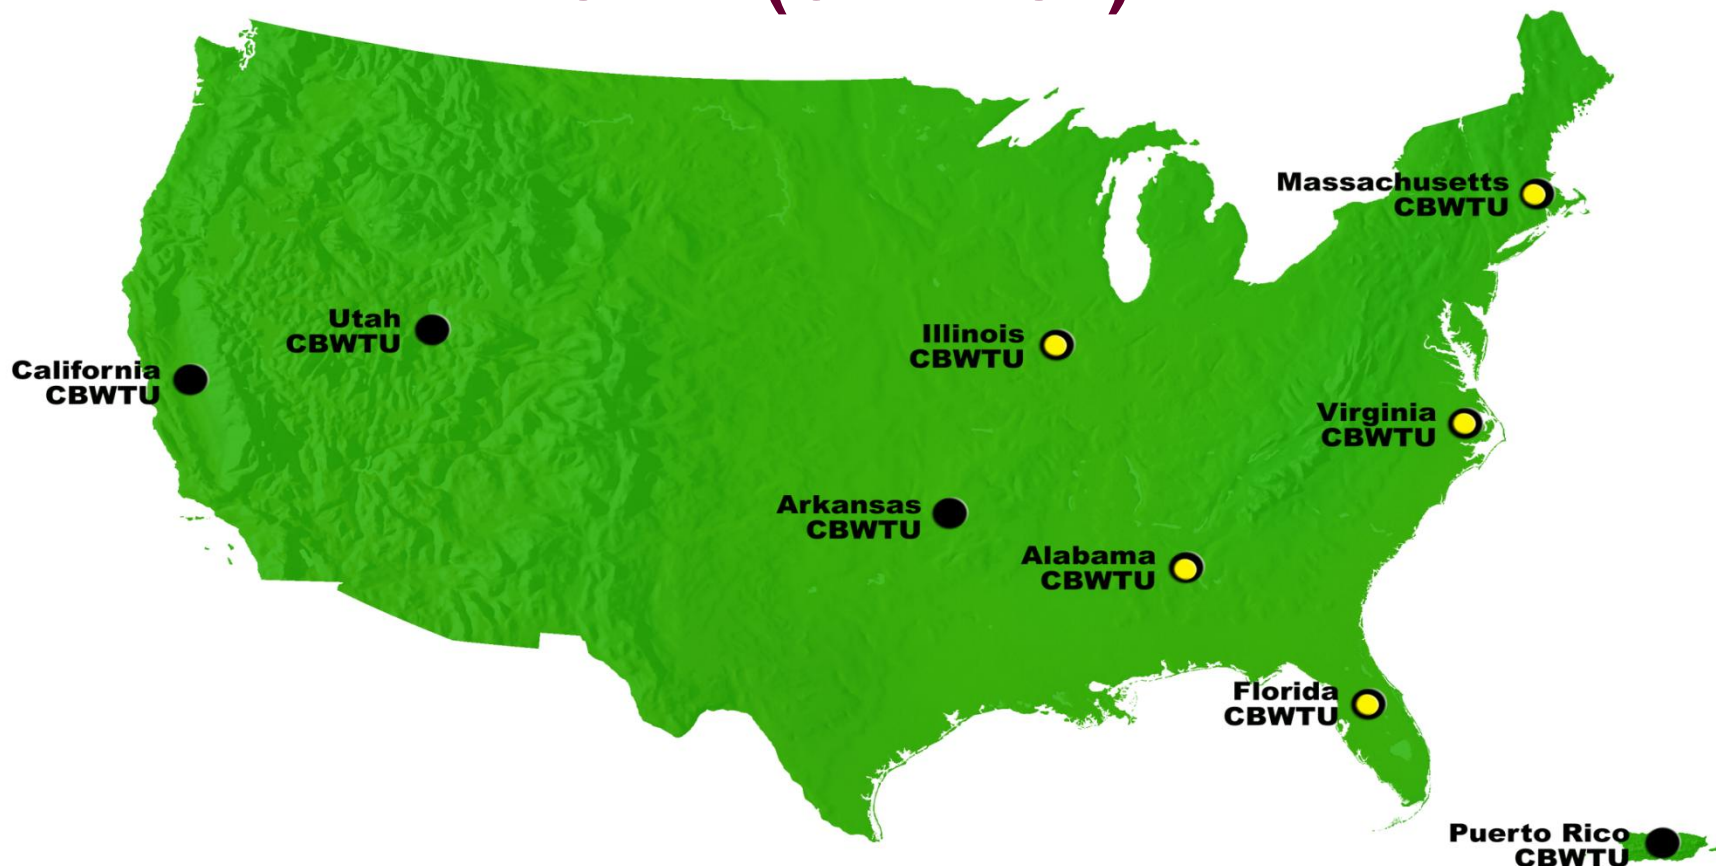 Massachusetts
CBWTU
Utah
CBWTU
Illinois
CBWTU
California
CBWTU
Virginia
CBWTU
Arkansas
CBWTU
Alabama
CBWTU
Florida
CBWTU
Puerto Rico
CBWTU